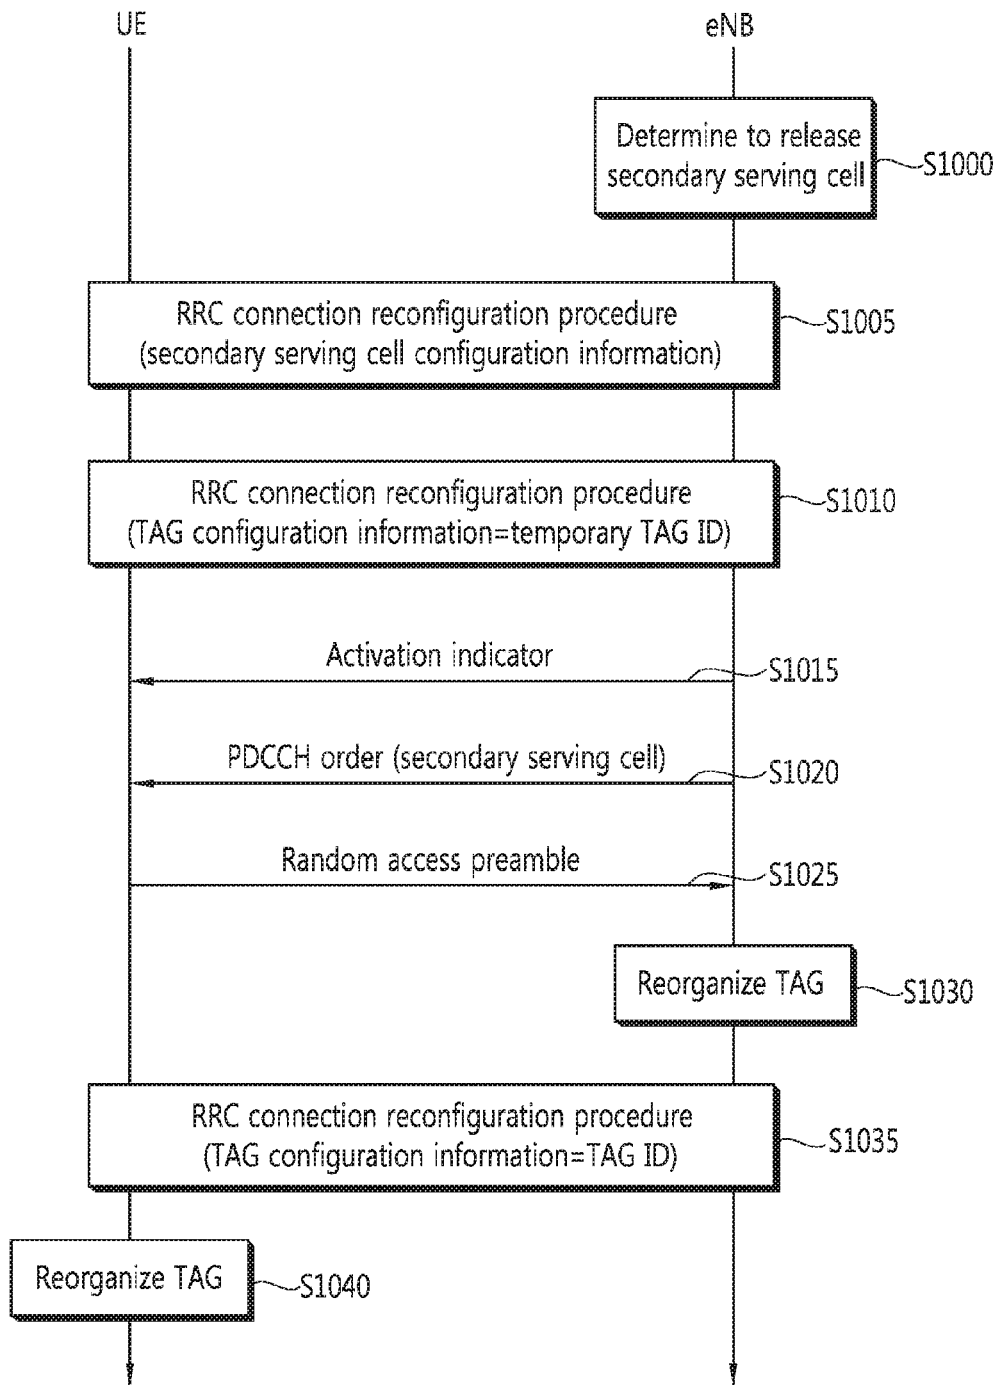 UE
eNB
Determine to release
secondary serving cell
S1000
RRC connection reconfiguration procedure
(secondary serving cell configuration information)
S1005
RRC connection reconfiguration procedure
(TAG configuration information=temporary TAG ID)
S1010
Activation indicator
S1015
PDCCH order (secondary serving cell)
S1020
Random access preamble
S1025
Reorganize TAG
S1030
RRC connection reconfiguration procedure
(TAG configuration information=TAG ID)
S1035
Reorganize TAG
S1040